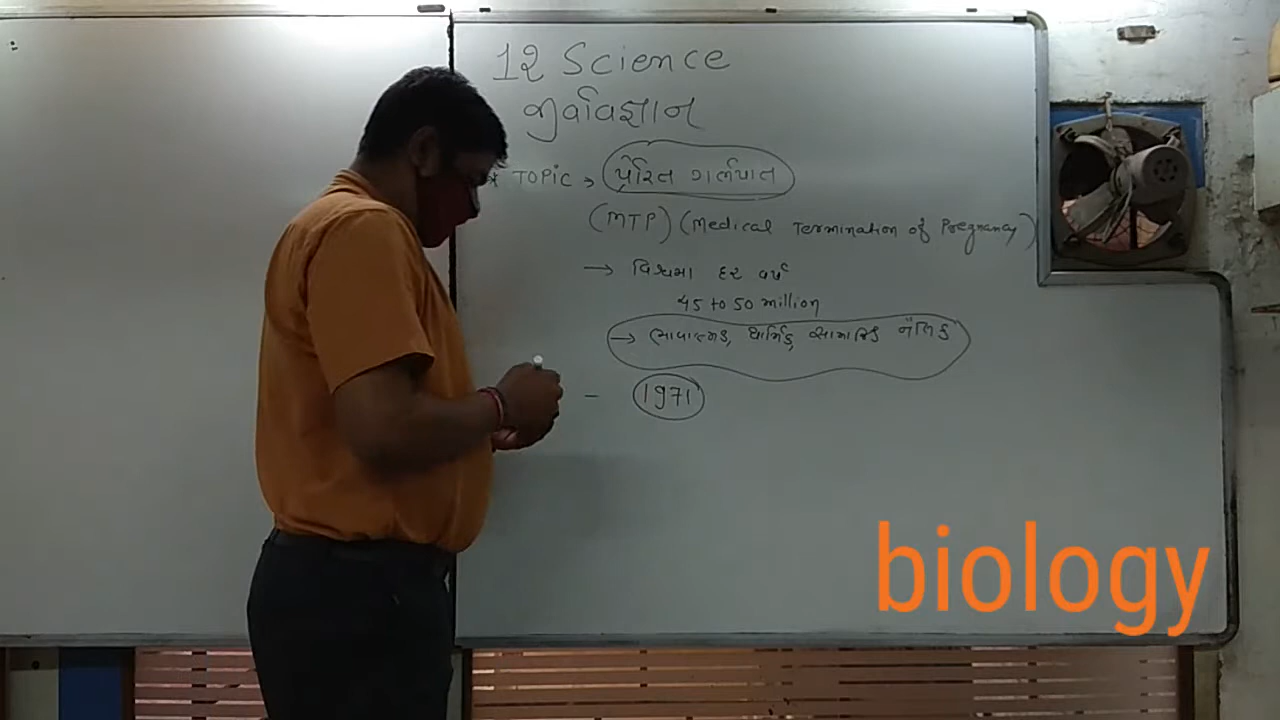 12 Science
જીવવિજ્ઞાન
* TOPIC → પ્રેરિત ગર્ભપાત
(MTP) (Medical Termination of Pregnancy)
→ વિશ્વમા દર વર્ષ
45 to 50 million
→ ભાવાત્મક, ધાર્મિક, સામાજિક નૈતિક
– 1971
biology